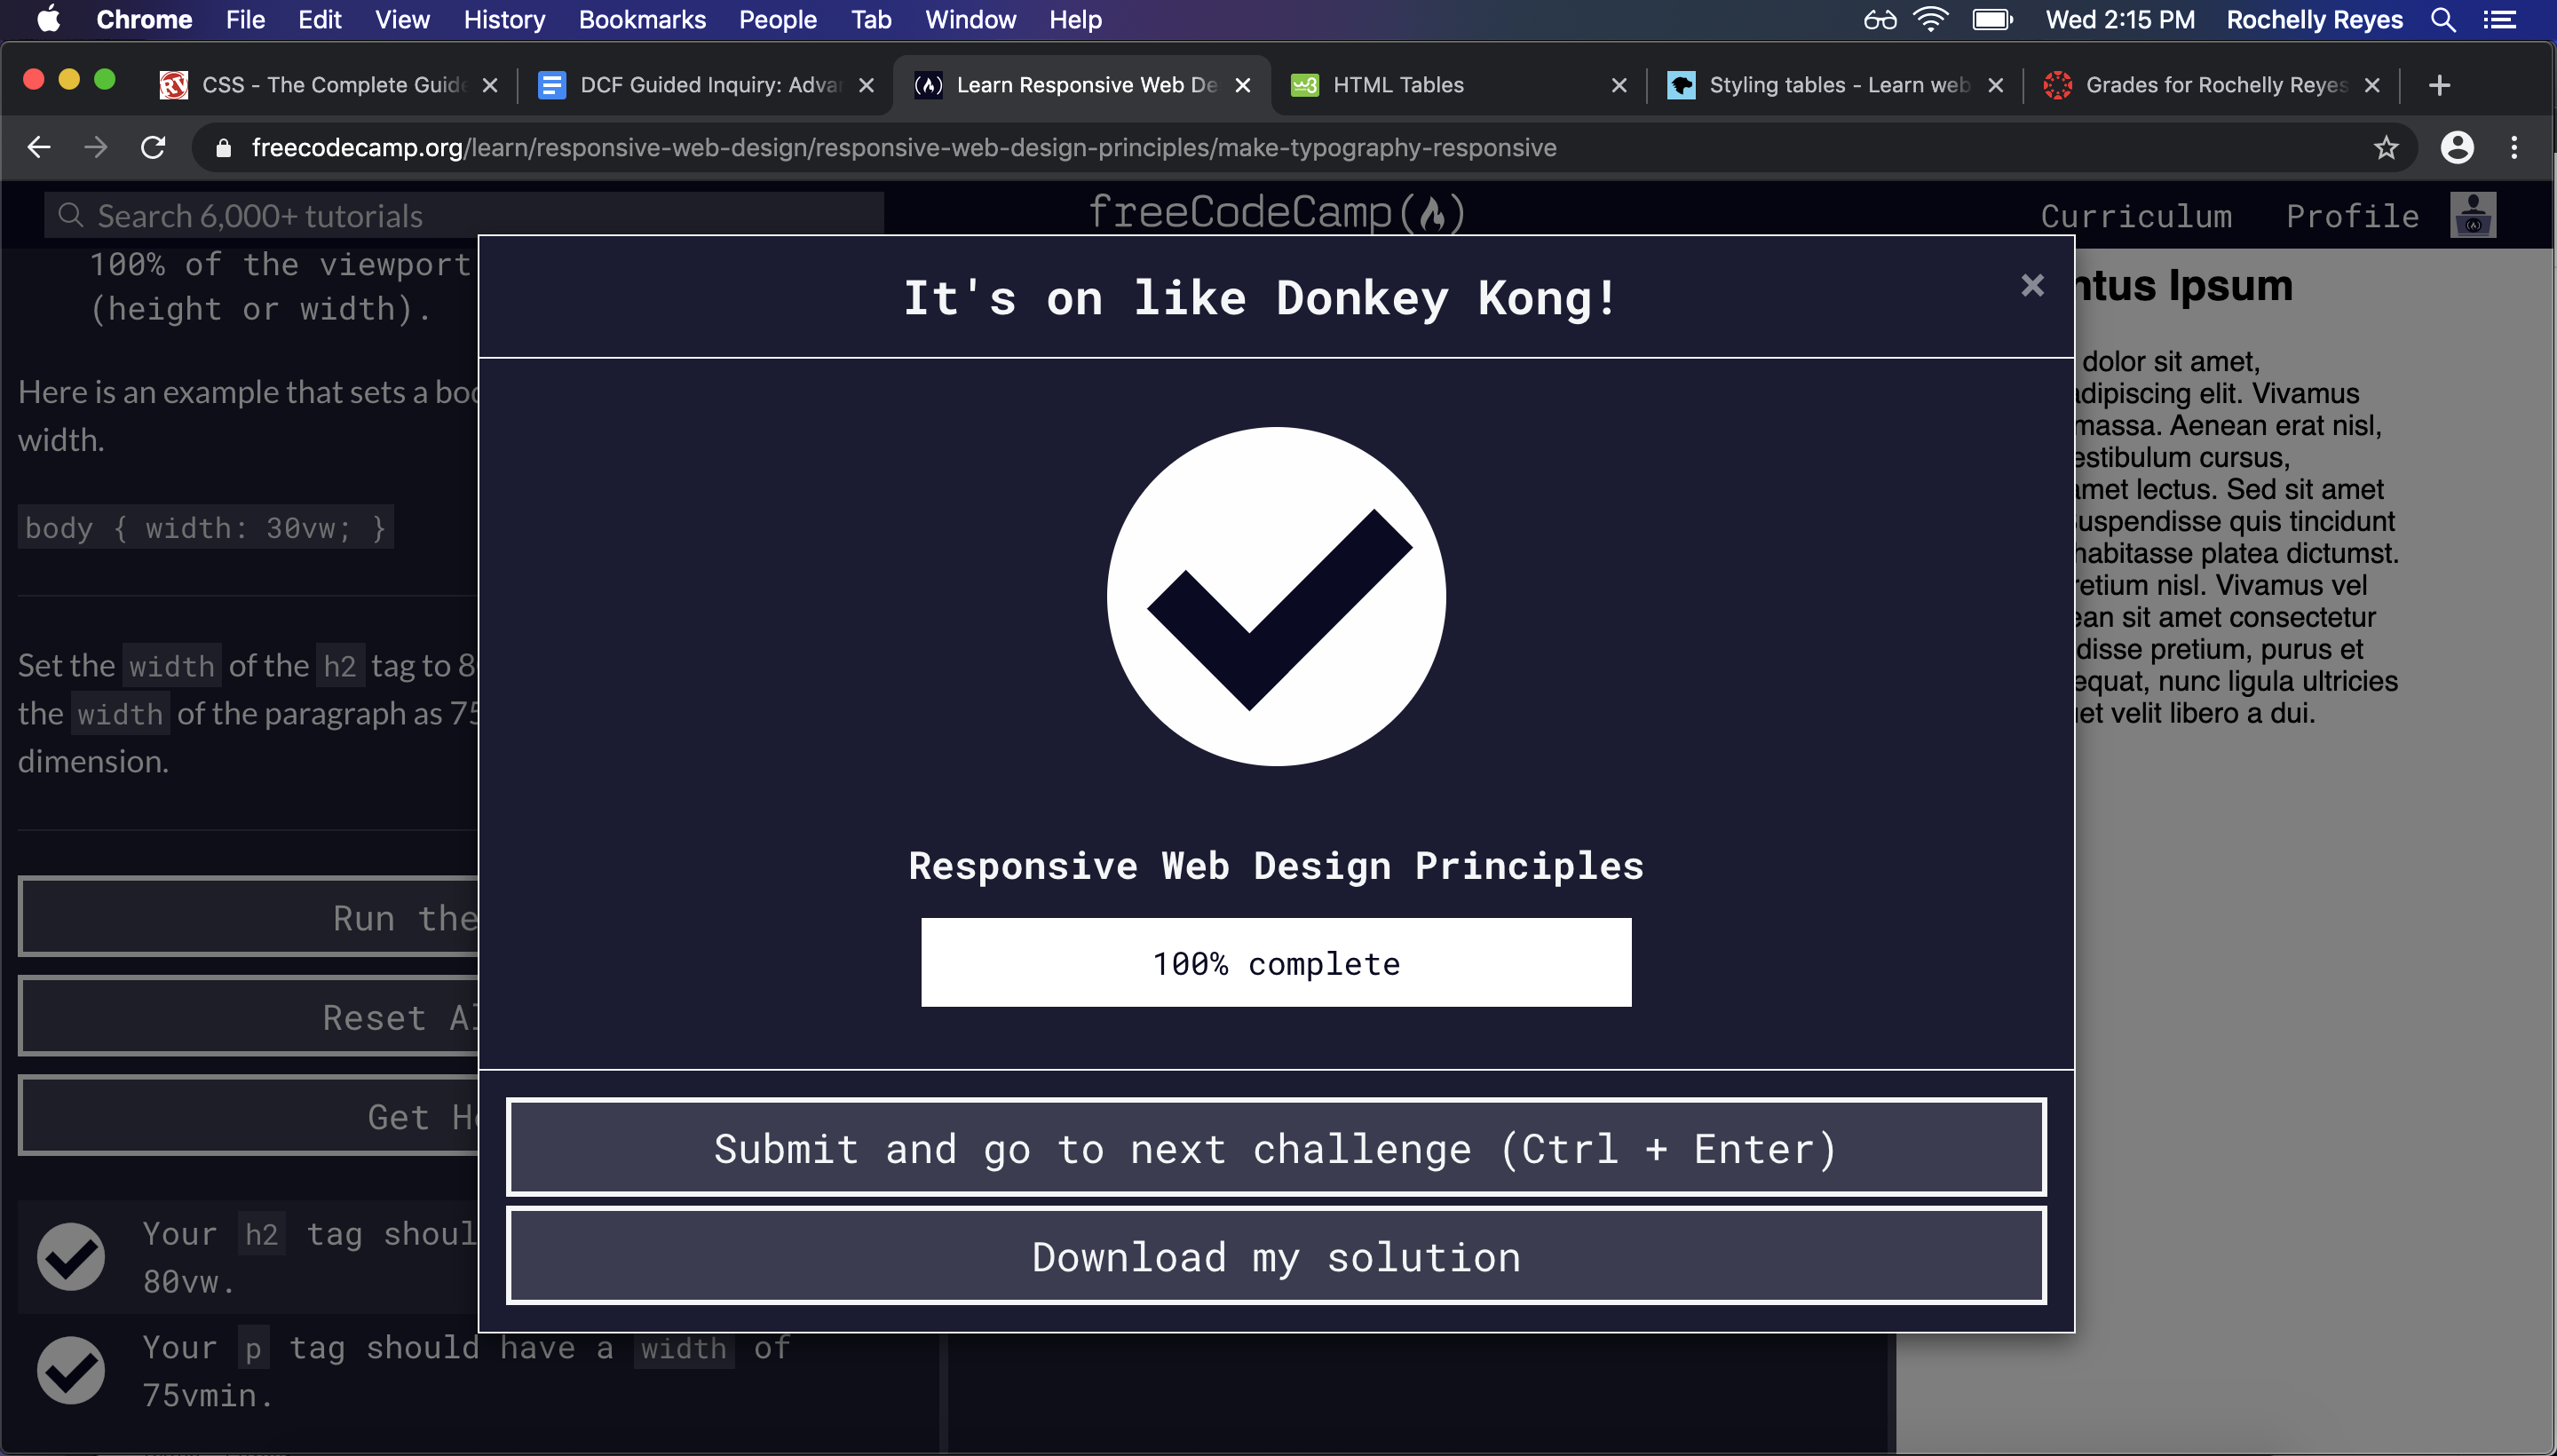 Chrome File Edit View History Bookmarks People Tab Window Help Wed 2:15 PM Rochelly Reyes
CSS - The Complete Guide DCF Guided Inquiry: Advan Learn Responsive Web De HTML Tables Styling tables - Learn web Grades for Rochelly Reyes
freecodecamp.org/learn/responsive-web-design/responsive-web-design-principles/make-typography-responsive
Search 6,000+ tutorials freeCodeCamp Curriculum Profile
100% of the viewport
(height or width).
Here is an example that sets a bod
width.
body { width: 30vw; }
Set the width of the h2 tag to 8
the width of the paragraph as 75
dimension.
Run the
Reset Al
Get He
Your h2 tag shoul
80vw.
Your p tag should have a width of
75vmin.
It's on like Donkey Kong!
Responsive Web Design Principles
100% complete
Submit and go to next challenge (Ctrl + Enter)
Download my solution
ntus Ipsum
dolor sit amet,
adipiscing elit. Vivamus
massa. Aenean erat nisl,
estibulum cursus,
amet lectus. Sed sit amet
suspendisse quis tincidunt
habitasse platea dictumst.
retium nisl. Vivamus vel
ean sit amet consectetur
disse pretium, purus et
equat, nunc ligula ultricies
uet velit libero a dui.